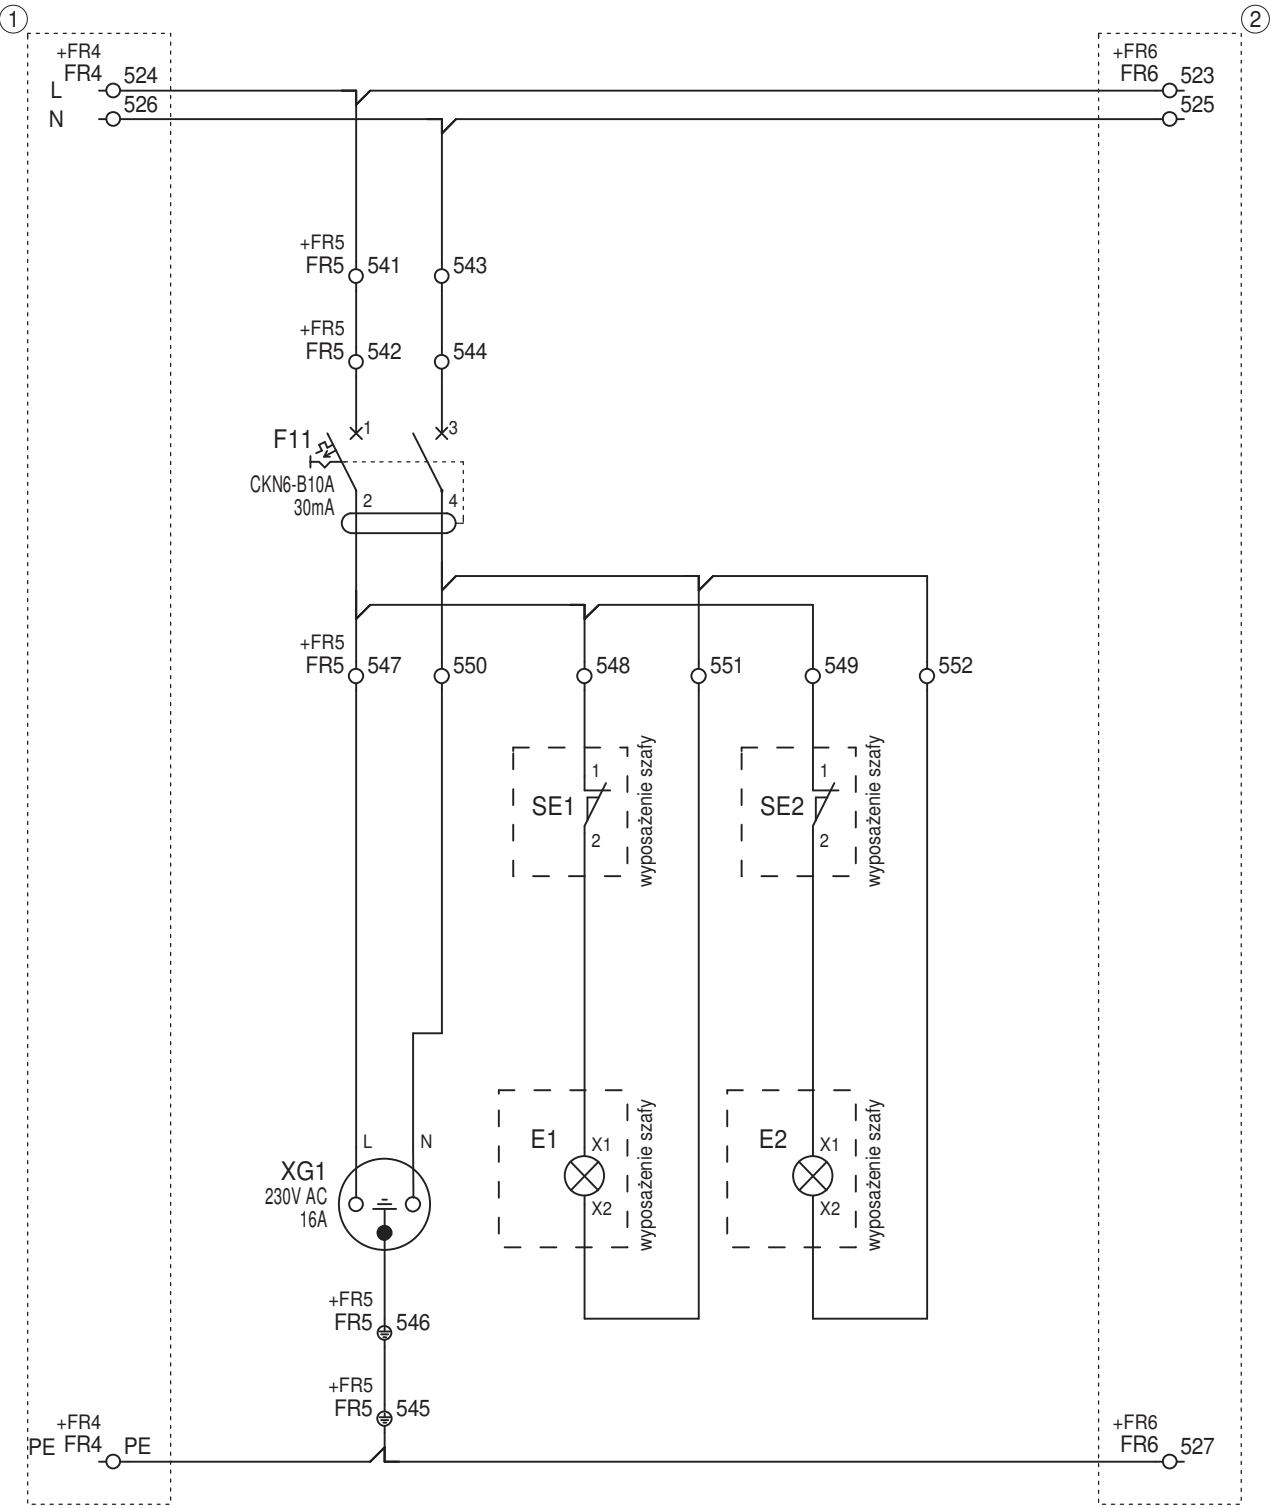 1
2
+FR4
FR4 524
L
526
N
+FR6
FR6 523
525
+FR5
FR5 541
543
+FR5
FR5 542
544
F11
1
3
CKN6-B10A
30mA
2
4
+FR5
FR5 547
550
548
551
549
552
SE1
1
2
wyposażenie szafy
SE2
1
2
wyposażenie szafy
L
N
XG1
230V AC
16A
E1
X1
X2
wyposażenie szafy
E2
X1
X2
wyposażenie szafy
+FR5
FR5 546
+FR5
FR5 545
+FR4
PE FR4 PE
+FR6
FR6 527